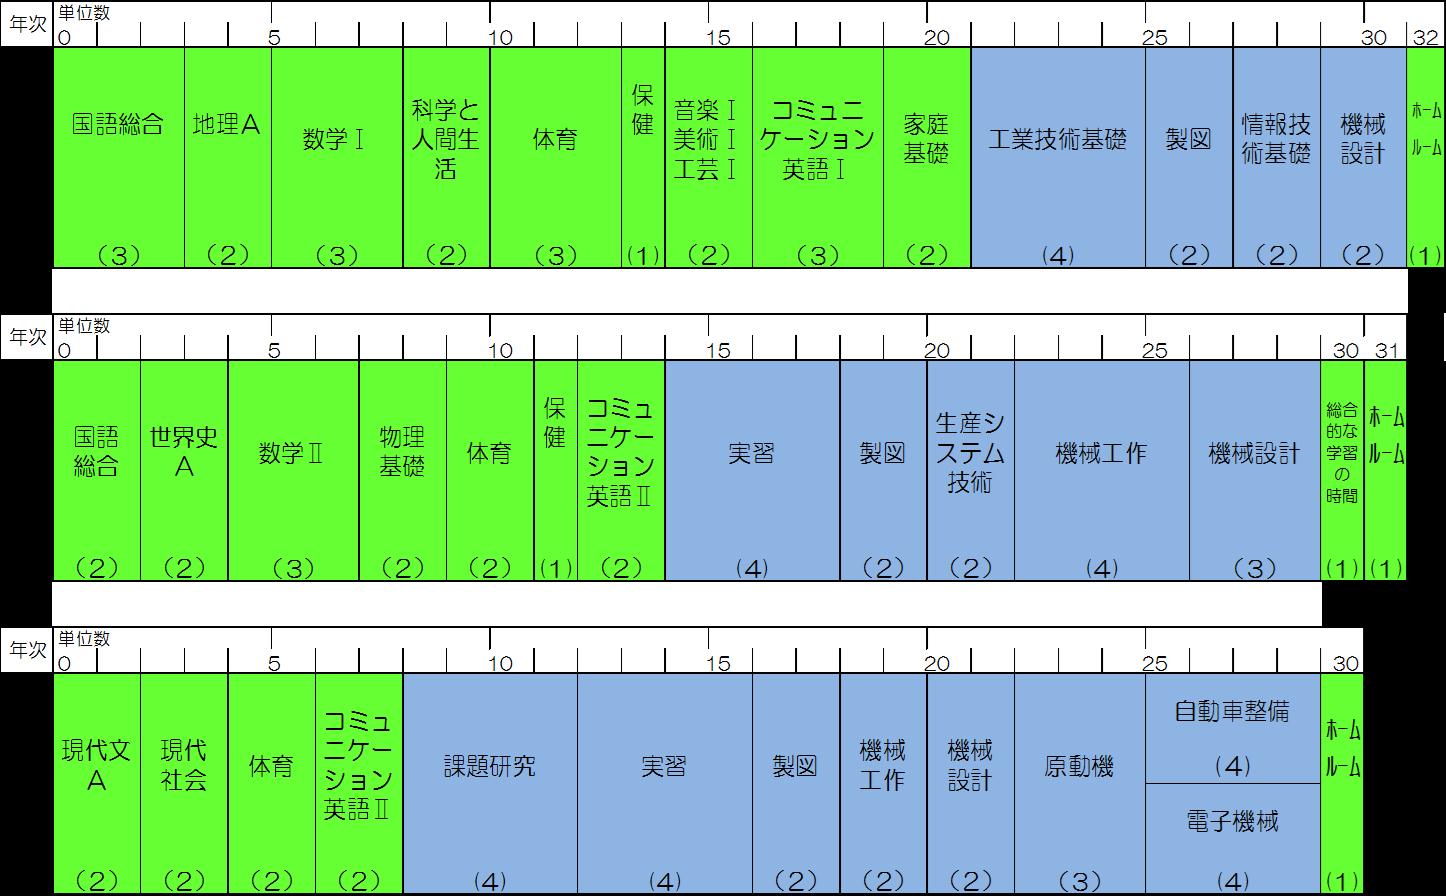 年次
単位数
0 5 10 15 20 25 30 32
国語総合
(3)
地理A
(2)
数学Ⅰ
(3)
科学と
人間生
活
(2)
体育
(3)
保
健
(1)
音楽Ⅰ
美術Ⅰ
工芸Ⅰ
(2)
コミュニ
ケーション
英語Ⅰ
(3)
家庭
基礎
(2)
工業技術基礎
(4)
製図
(2)
情報技
術基礎
(2)
機械
設計
(2)
ﾎｰﾑ
ﾙｰﾑ
(1)
年次
単位数
0 5 10 15 20 25 30 31
国語
総合
(2)
世界史
A
(2)
数学Ⅱ
(3)
物理
基礎
(2)
体育
(2)
保
健
(1)
コミュ
ニケー
ション
英語Ⅱ
(2)
実習
(4)
製図
(2)
生産シ
ステム
技術
(2)
機械工作
(4)
機械設計
(3)
総合
的な
学習
の
時間
(1)
ﾎｰﾑ
ﾙｰﾑ
(1)
年次
単位数
0 5 10 15 20 25 30
現代文
A
(2)
現代
社会
(2)
体育
(2)
コミュ
ニケー
ション
英語Ⅱ
(2)
課題研究
(4)
実習
(4)
製図
(2)
機械
工作
(2)
機械
設計
(2)
原動機
(3)
自動車整備
(4)
電子機械
(4)
ﾎｰﾑ
ﾙｰﾑ
(1)